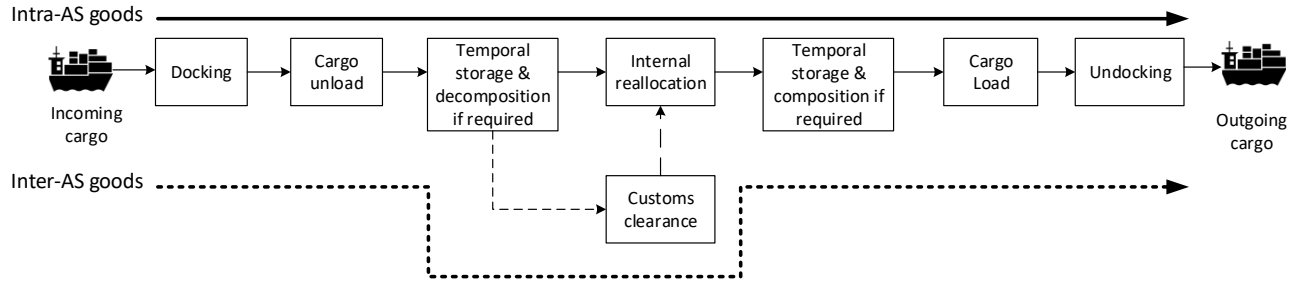 Intra-AS goods
Incoming
cargo
Docking
Cargo
unload
Temporal
storage &
decomposition
if required
Internal
reallocation
Temporal
storage &
composition if
required
Cargo
Load
Undocking
Outgoing
cargo
Inter-AS goods
Customs
clearance